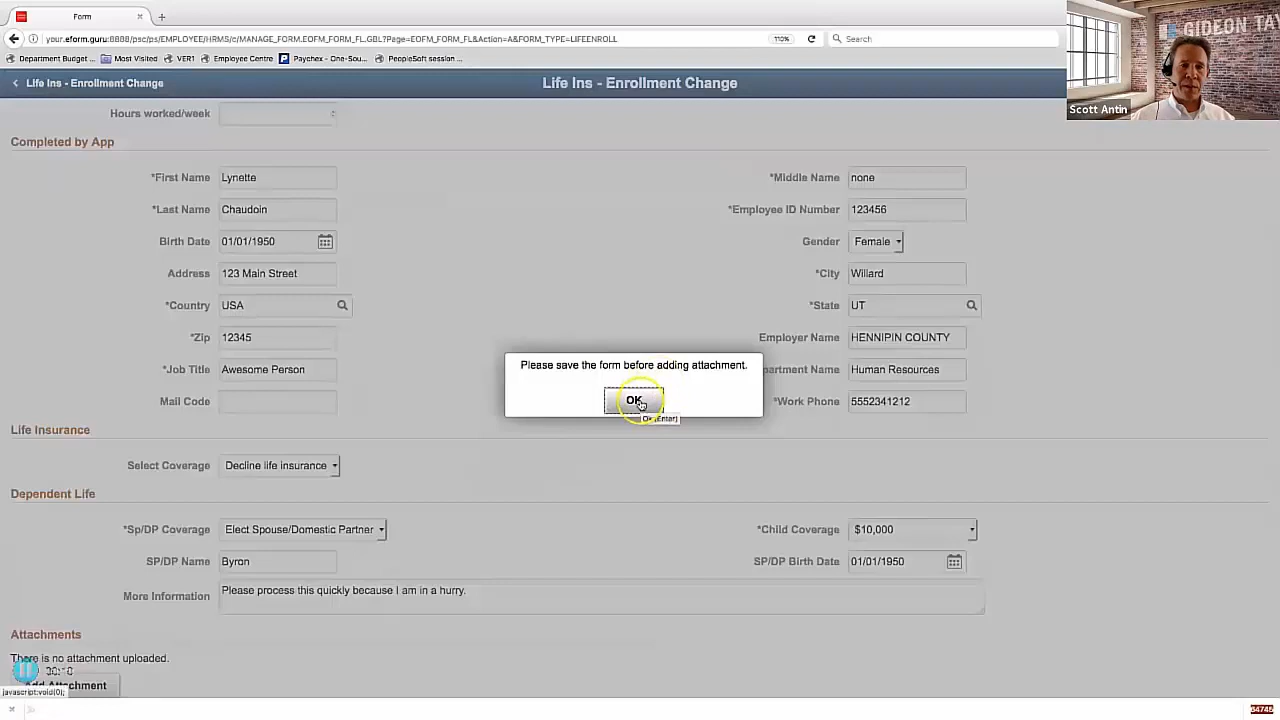 Form
your.eform.guru:8888/psc/ps/EMPLOYEE/HRMS/c/MANAGE_FORM.EOFM_FORM_FL.GBL?Page=EOFM_FORM_FL&Action=A&FORM_TYPE=LIFEENROLL
110%
Search
Department Budget ...
Most Visited
VER1
Employee Centre
Paychex - One-Sou...
PeopleSoft session ...
GIDEON TAY
Scott Antin
Life Ins - Enrollment Change
Life Ins - Enrollment Change
Hours worked/week
Completed by App
*First Name Lynette
*Middle Name none
*Last Name Chaudoin
*Employee ID Number 123456
Birth Date 01/01/1950
Gender Female
Address 123 Main Street
*City Willard
*Country USA
*State UT
*Zip 12345
Employer Name HENNIPIN COUNTY
*Job Title Awesome Person
partment Name Human Resources
Mail Code
*Work Phone 5552341212
Please save the form before adding attachment.
OK
Ok (Enter)
Life Insurance
Select Coverage Decline life insurance
Dependent Life
*Sp/DP Coverage Elect Spouse/Domestic Partner
*Child Coverage $10,000
SP/DP Name Byron
SP/DP Birth Date 01/01/1950
More Information Please process this quickly because I am in a hurry.
Attachments
There is no attachment uploaded.
Add Attachment
javascript:void(0);